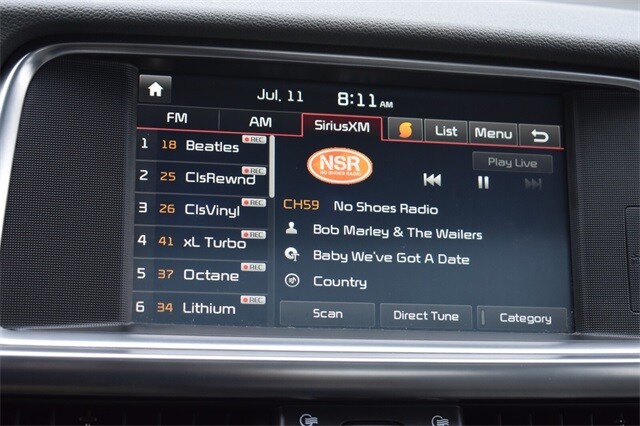 Jul. 11 8:11 AM
FM AM SiriusXM List Menu
1 18 Beatles REC
2 25 ClsRewnd REC
3 26 ClsVinyl REC
4 41 xL Turbo REC
5 37 Octane REC
6 34 Lithium REC
NSR
NO SHOES RADIO
Play Live
CH59 No Shoes Radio
Bob Marley & The Wailers
Baby We've Got A Date
Country
Scan Direct Tune Category